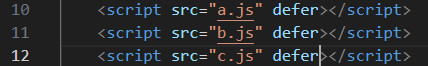 10 <script src="a.js" defer></script>
11 <script src="b.js" defer></script>
12 <script src="c.js" defer></script>